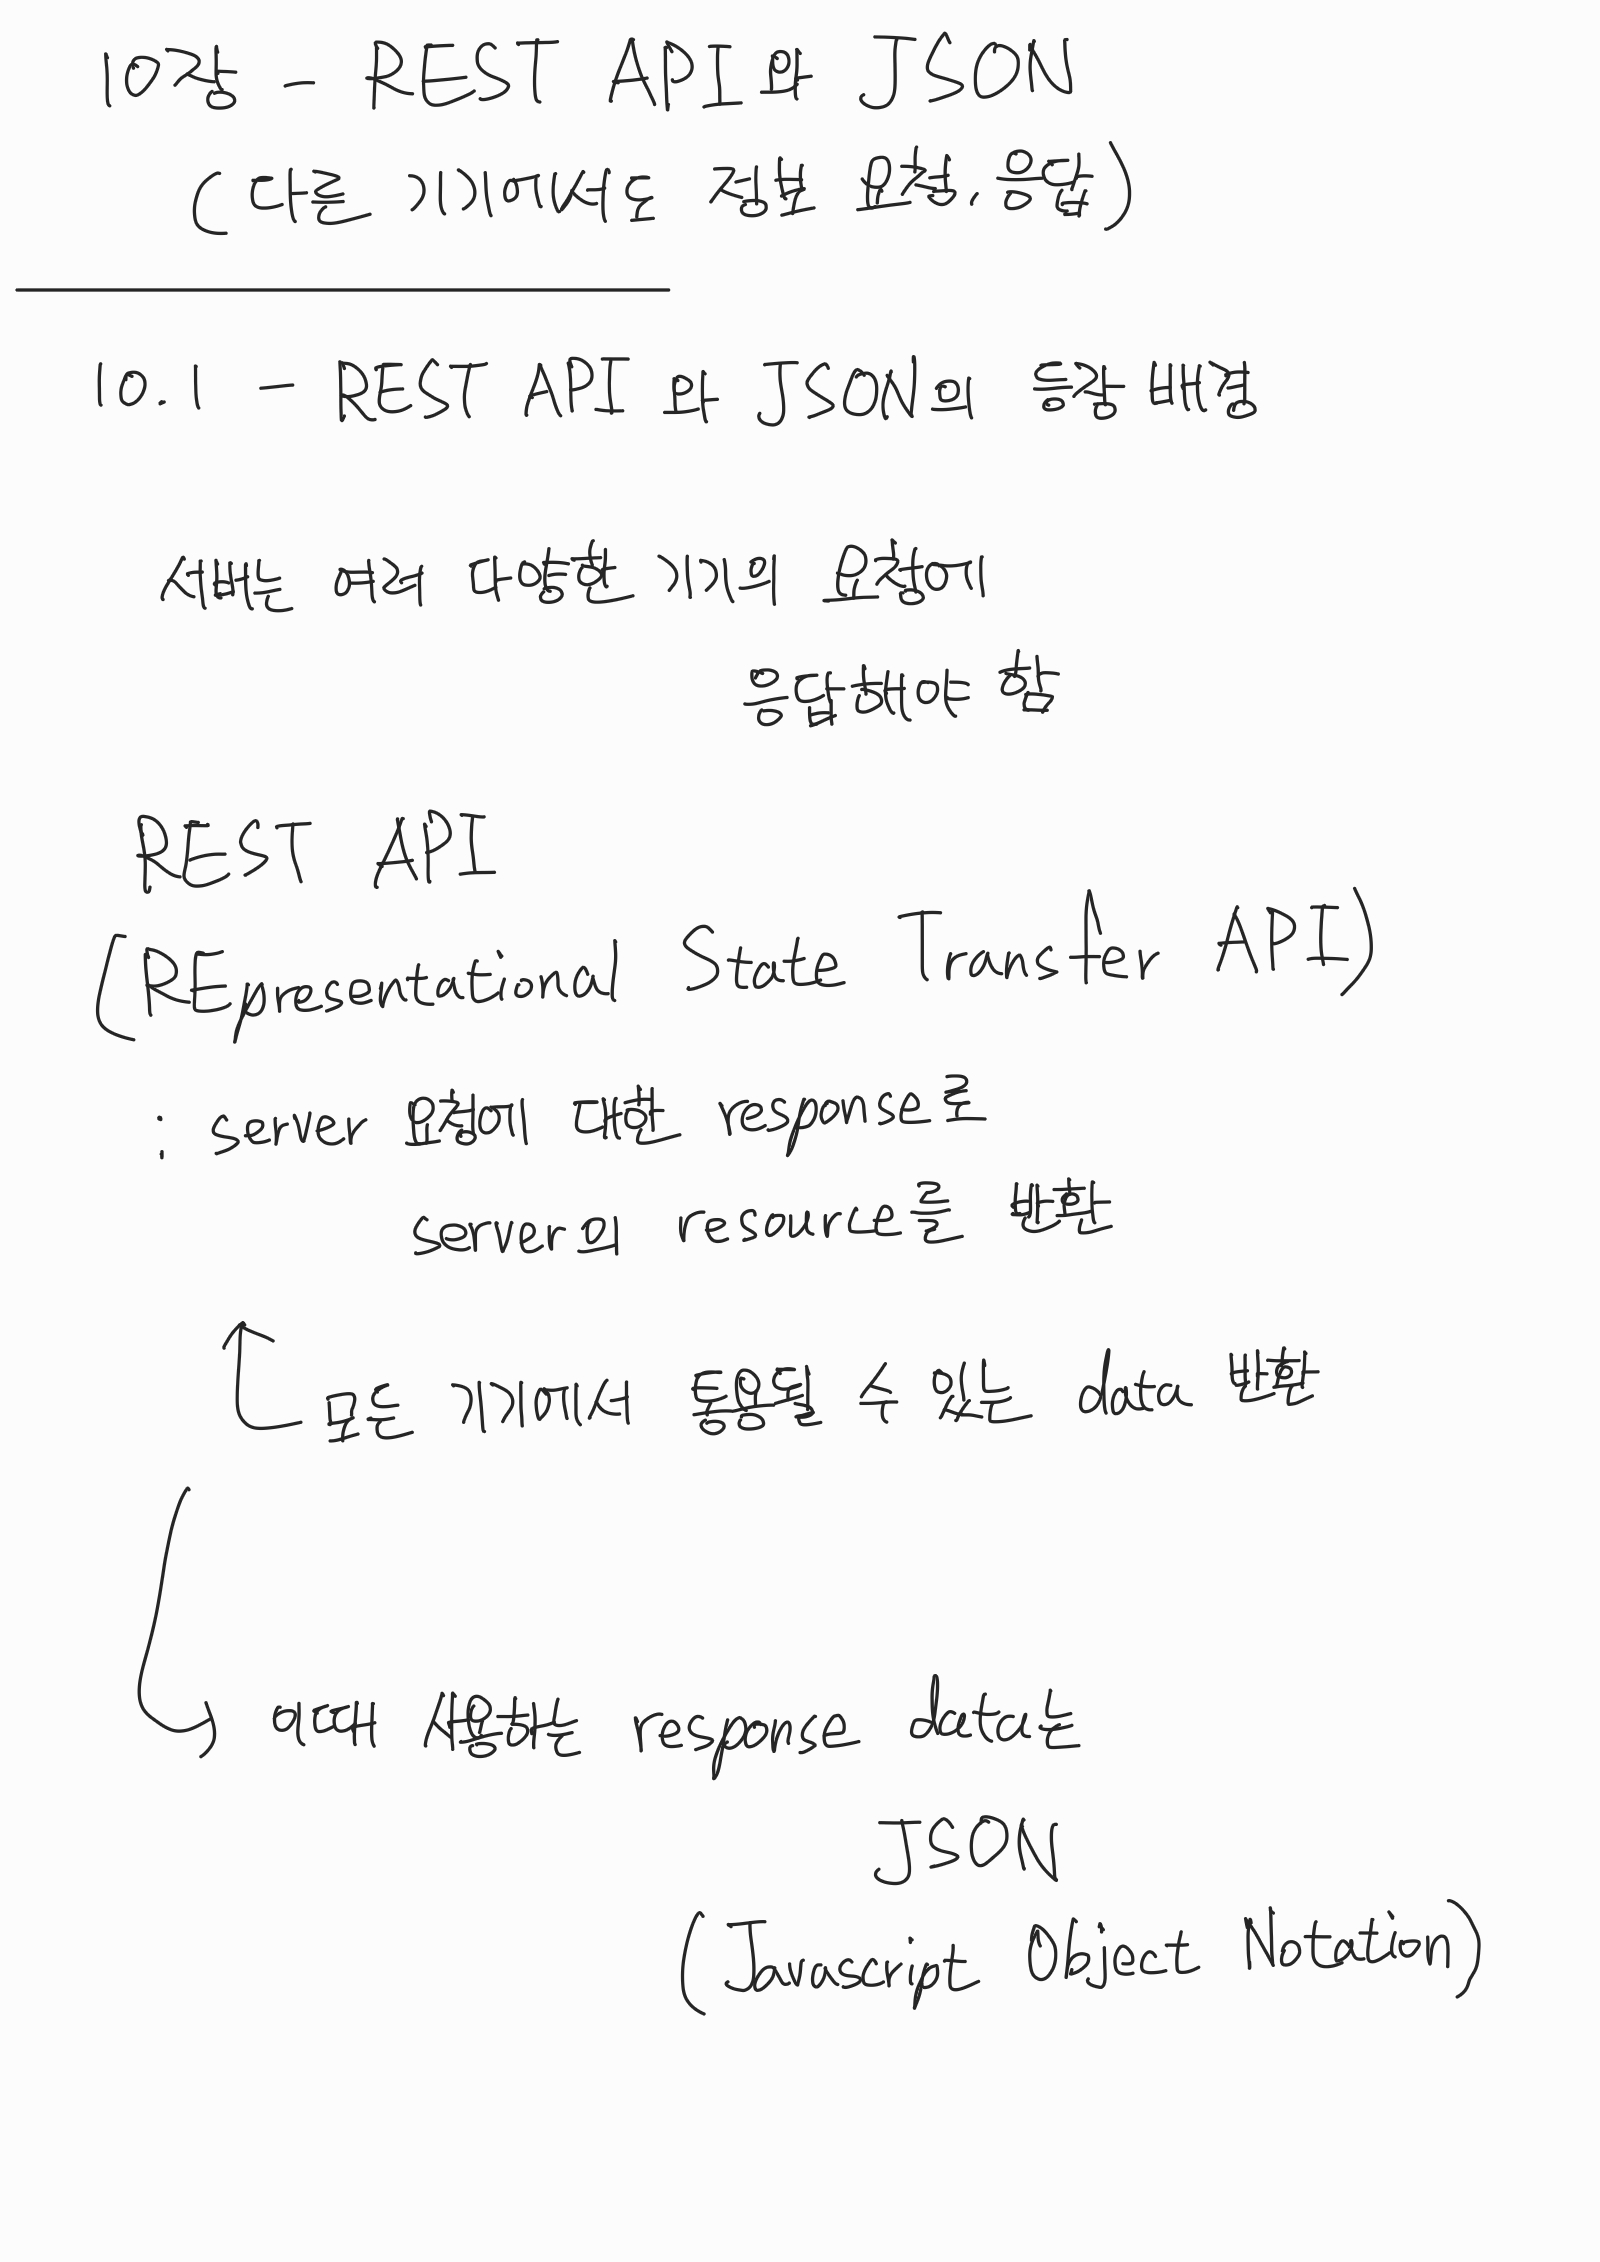 10강 - REST API와 JSON
(다른 기기에서도 정보 요청, 응답)
10.1 - REST API 와 JSON의 등장 배경
서버는 여러 다양한 기기의 요청에
응답해야 함
REST API
(REpresentational State Transfer API)
: server 요청에 대한 response로
server의 resource를 반환
모든 기기에서 통용될 수 있는 data 반환
이때 사용하는 response data는
JSON
(Javascript Object Notation)